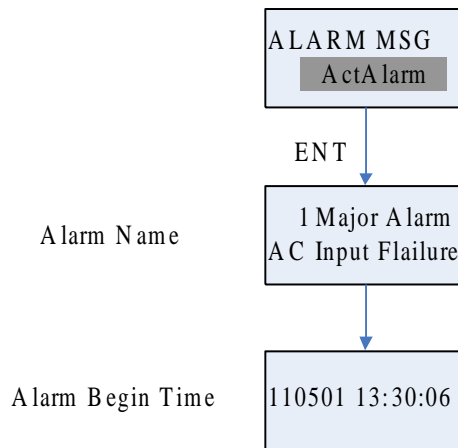 ALARM MSG
ActAlarm
ENT
Alarm Name
1 Major Alarm
AC Input Flailure
Alarm Begin Time
110501 13:30:06